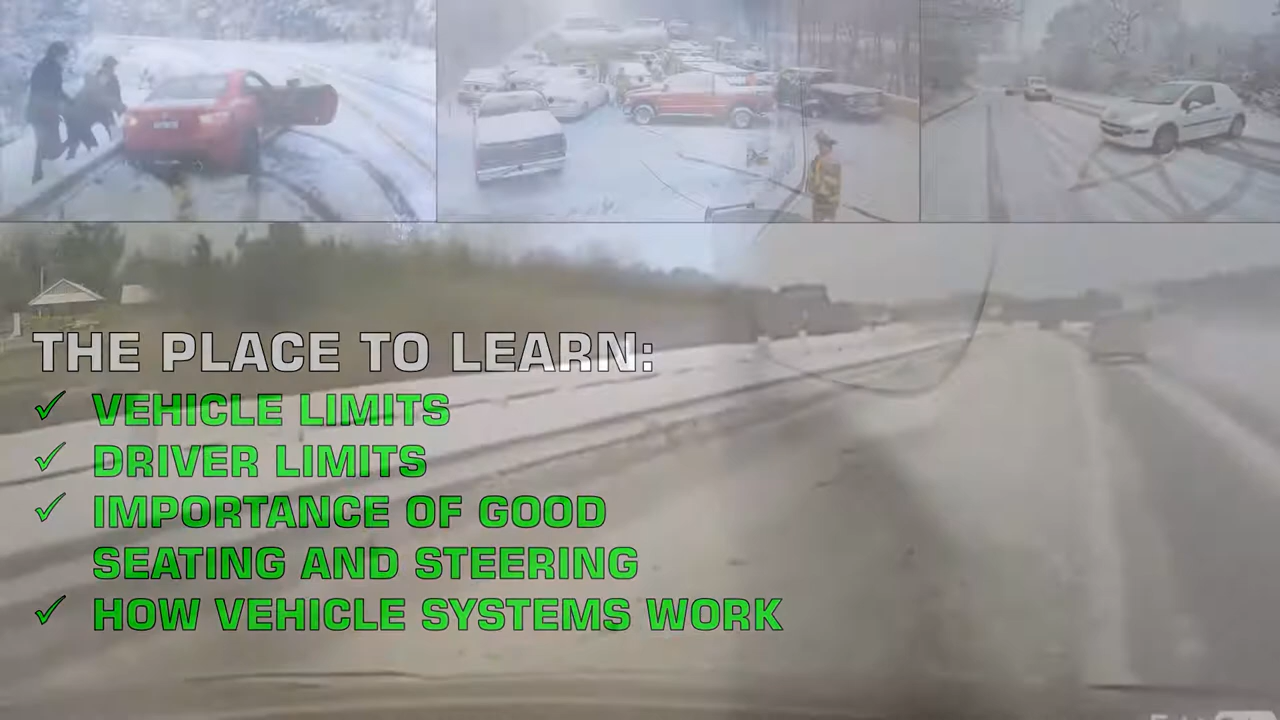 THE PLACE TO LEARN:
✓ VEHICLE LIMITS
✓ DRIVER LIMITS
✓ IMPORTANCE OF GOOD
SEATING AND STEERING
✓ HOW VEHICLE SYSTEMS WORK